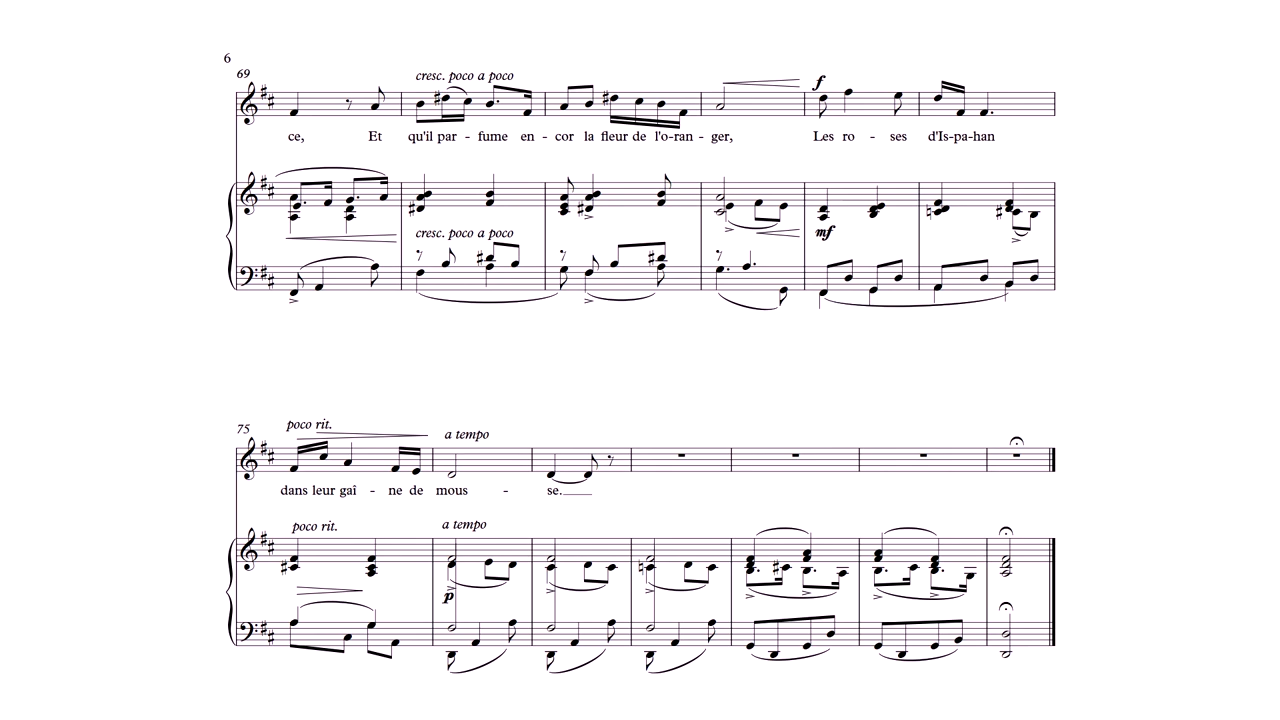 6
69
cresc. poco a poco
f
ce, Et qu'il par - fume en - cor la fleur de l'o-ran - ger, Les ro - ses d'Is-pa-han
cresc. poco a poco
mf
75
poco rit.
a tempo
dans leur gaî - ne de mous - se.
poco rit.
a tempo
p